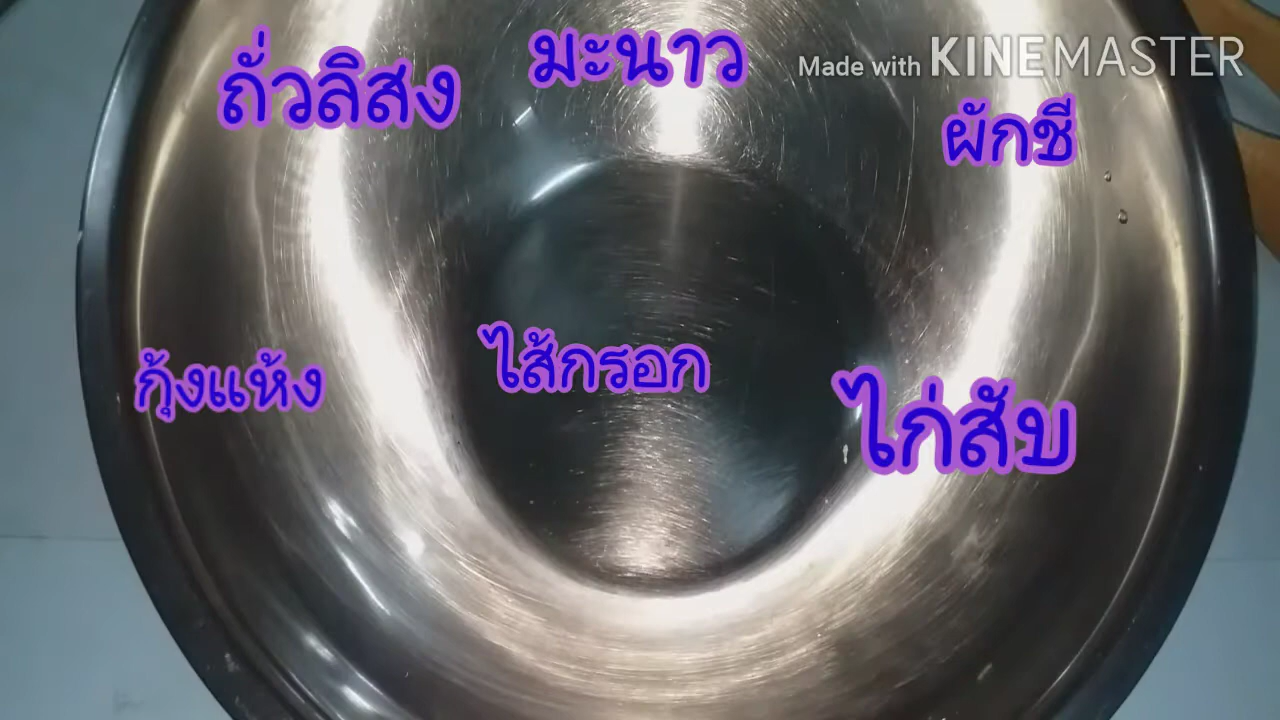 มะนาว
Made with KINEMASTER
ถั่วลิสง
ผักชี
ไส้กรอก
กุ้งแห้ง
ไก่สับ